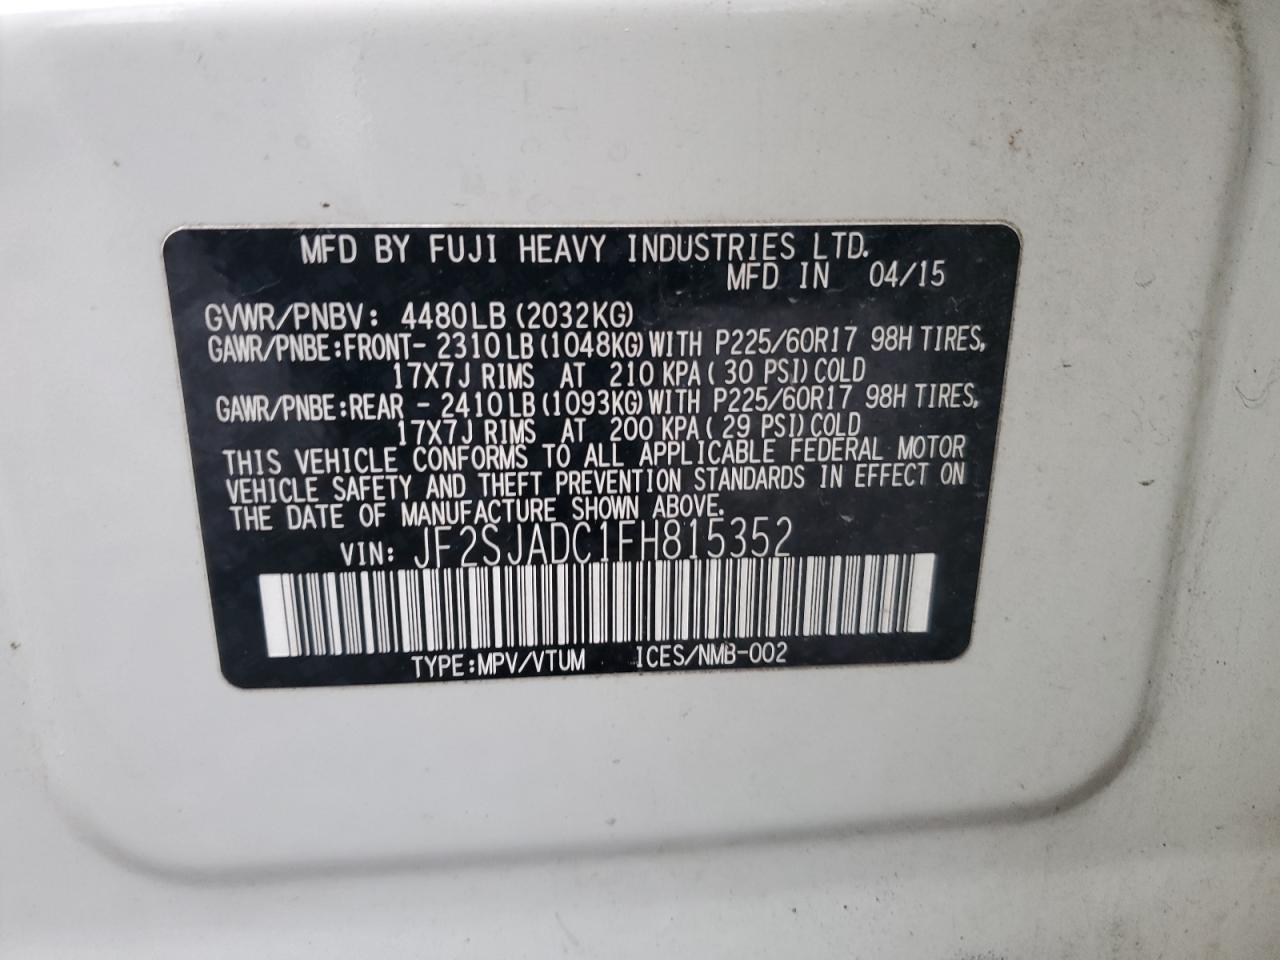 MFD BY FUJI HEAVY INDUSTRIES LTD.
MFD IN 04/15
GVWR/PNBV: 4480LB (2032KG)
GAWR/PNBE:FRONT- 2310LB (1048KG) WITH P225/60R17 98H TIRES,
17X7J RIMS AT 210 KPA ( 30 PSI) COLD
GAWR/PNBE:REAR - 2410LB (1093KG) WITH P225/60R17 98H TIRES,
17X7J RIMS AT 200 KPA ( 29 PSI) COLD
THIS VEHICLE CONFORMS TO ALL APPLICABLE FEDERAL MOTOR
VEHICLE SAFETY AND THEFT PREVENTION STANDARDS IN EFFECT ON
THE DATE OF MANUFACTURE SHOWN ABOVE.
VIN: JF2SJADC1FH815352
TYPE:MPV/VTUM ICES/NMB-002